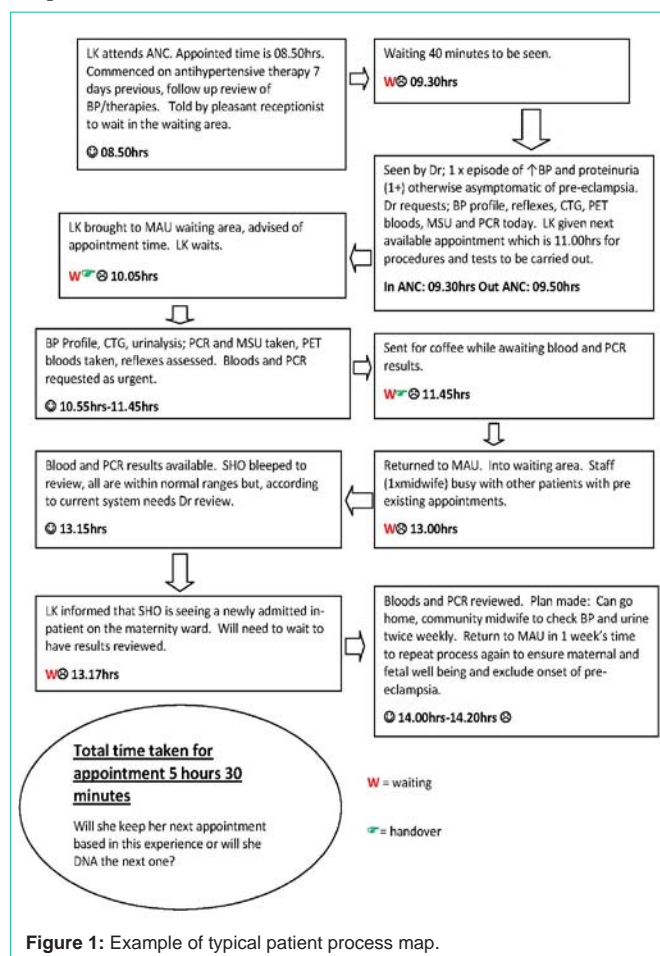 LK attends ANC. Appointed time is 08.50hrs.
Commenced on antihypertensive therapy 7
days previous, follow up review of
BP/therapies. Told by pleasant receptionist
to wait in the waiting area.
☺ 08.50hrs
Waiting 40 minutes to be seen.
W☹ 09.30hrs
Seen by Dr; 1 x episode of ↑BP and proteinuria
(1+) otherwise asymptomatic of pre-eclampsia.
Dr requests; BP profile, reflexes, CTG, PET
bloods, MSU and PCR today. LK given next
available appointment which is 11.00hrs for
procedures and tests to be carried out.
In ANC: 09.30hrs Out ANC: 09.50hrs
LK brought to MAU waiting area, advised of
appointment time. LK waits.
W☞☹ 10.05hrs
BP Profile, CTG, urinalysis; PCR and MSU taken, PET
bloods taken, reflexes assessed. Bloods and PCR
requested as urgent.
☺ 10.55hrs-11.45hrs
Sent for coffee while awaiting blood and PCR
results.
W☞☹ 11.45hrs
Returned to MAU. Into waiting area. Staff
(1xmidwife) busy with other patients with pre
existing appointments.
W☹ 13.00hrs
Blood and PCR results available. SHO bleeped to
review, all are within normal ranges but, according
to current system needs Dr review.
☺ 13.15hrs
LK informed that SHO is seeing a newly admitted in-
patient on the maternity ward. Will need to wait to
have results reviewed.
W☹ 13.17hrs
Bloods and PCR reviewed. Plan made: Can go
home, community midwife to check BP and urine
twice weekly. Return to MAU in 1 week's time
to repeat process again to ensure maternal and
fetal well being and exclude onset of pre-
eclampsia.
☺ 14.00hrs-14.20hrs ☹
Total time taken for
appointment 5 hours 30
minutes
Will she keep her next appointment
based in this experience or will she
DNA the next one?
W = waiting
☞= handover
Figure 1: Example of typical patient process map.